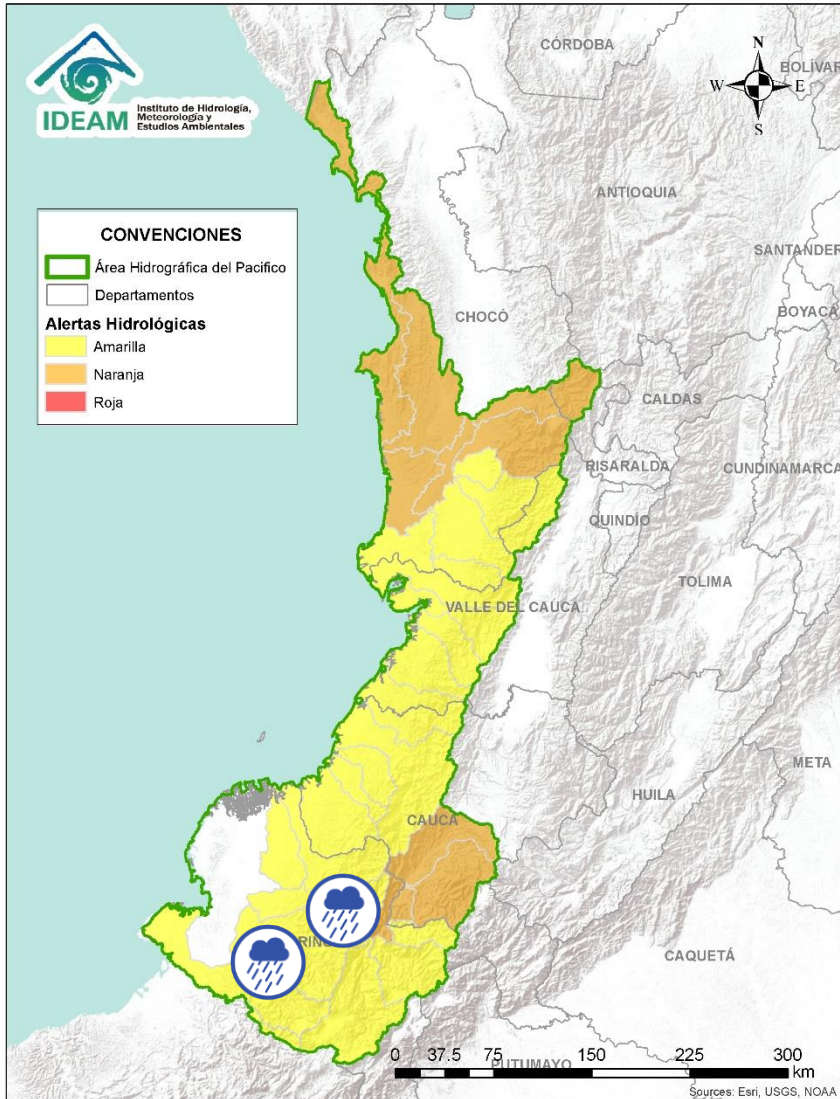 IDEAM
Instituto de Hidrología,
Meteorología y
Estudios Ambientales
N
W
E
S
CÓRDOBA
BOLÍVAR
ANTIOQUIA
SANTANDER
BOYACA
CHOCÓ
CALDAS
RISARALDA
CUNDINAMARCA
QUINDÍO
TOLIMA
VALLE DEL CAUCA
META
HUILA
CAUCA
CAQUETÁ
PUTUMAYO
CONVENCIONES
Área Hidrográfica del Pacifico
Departamentos
Alertas Hidrológicas
Amarilla
Naranja
Roja
0 37.5 75 150 225 300
km
Sources: Esri, USGS, NOAA